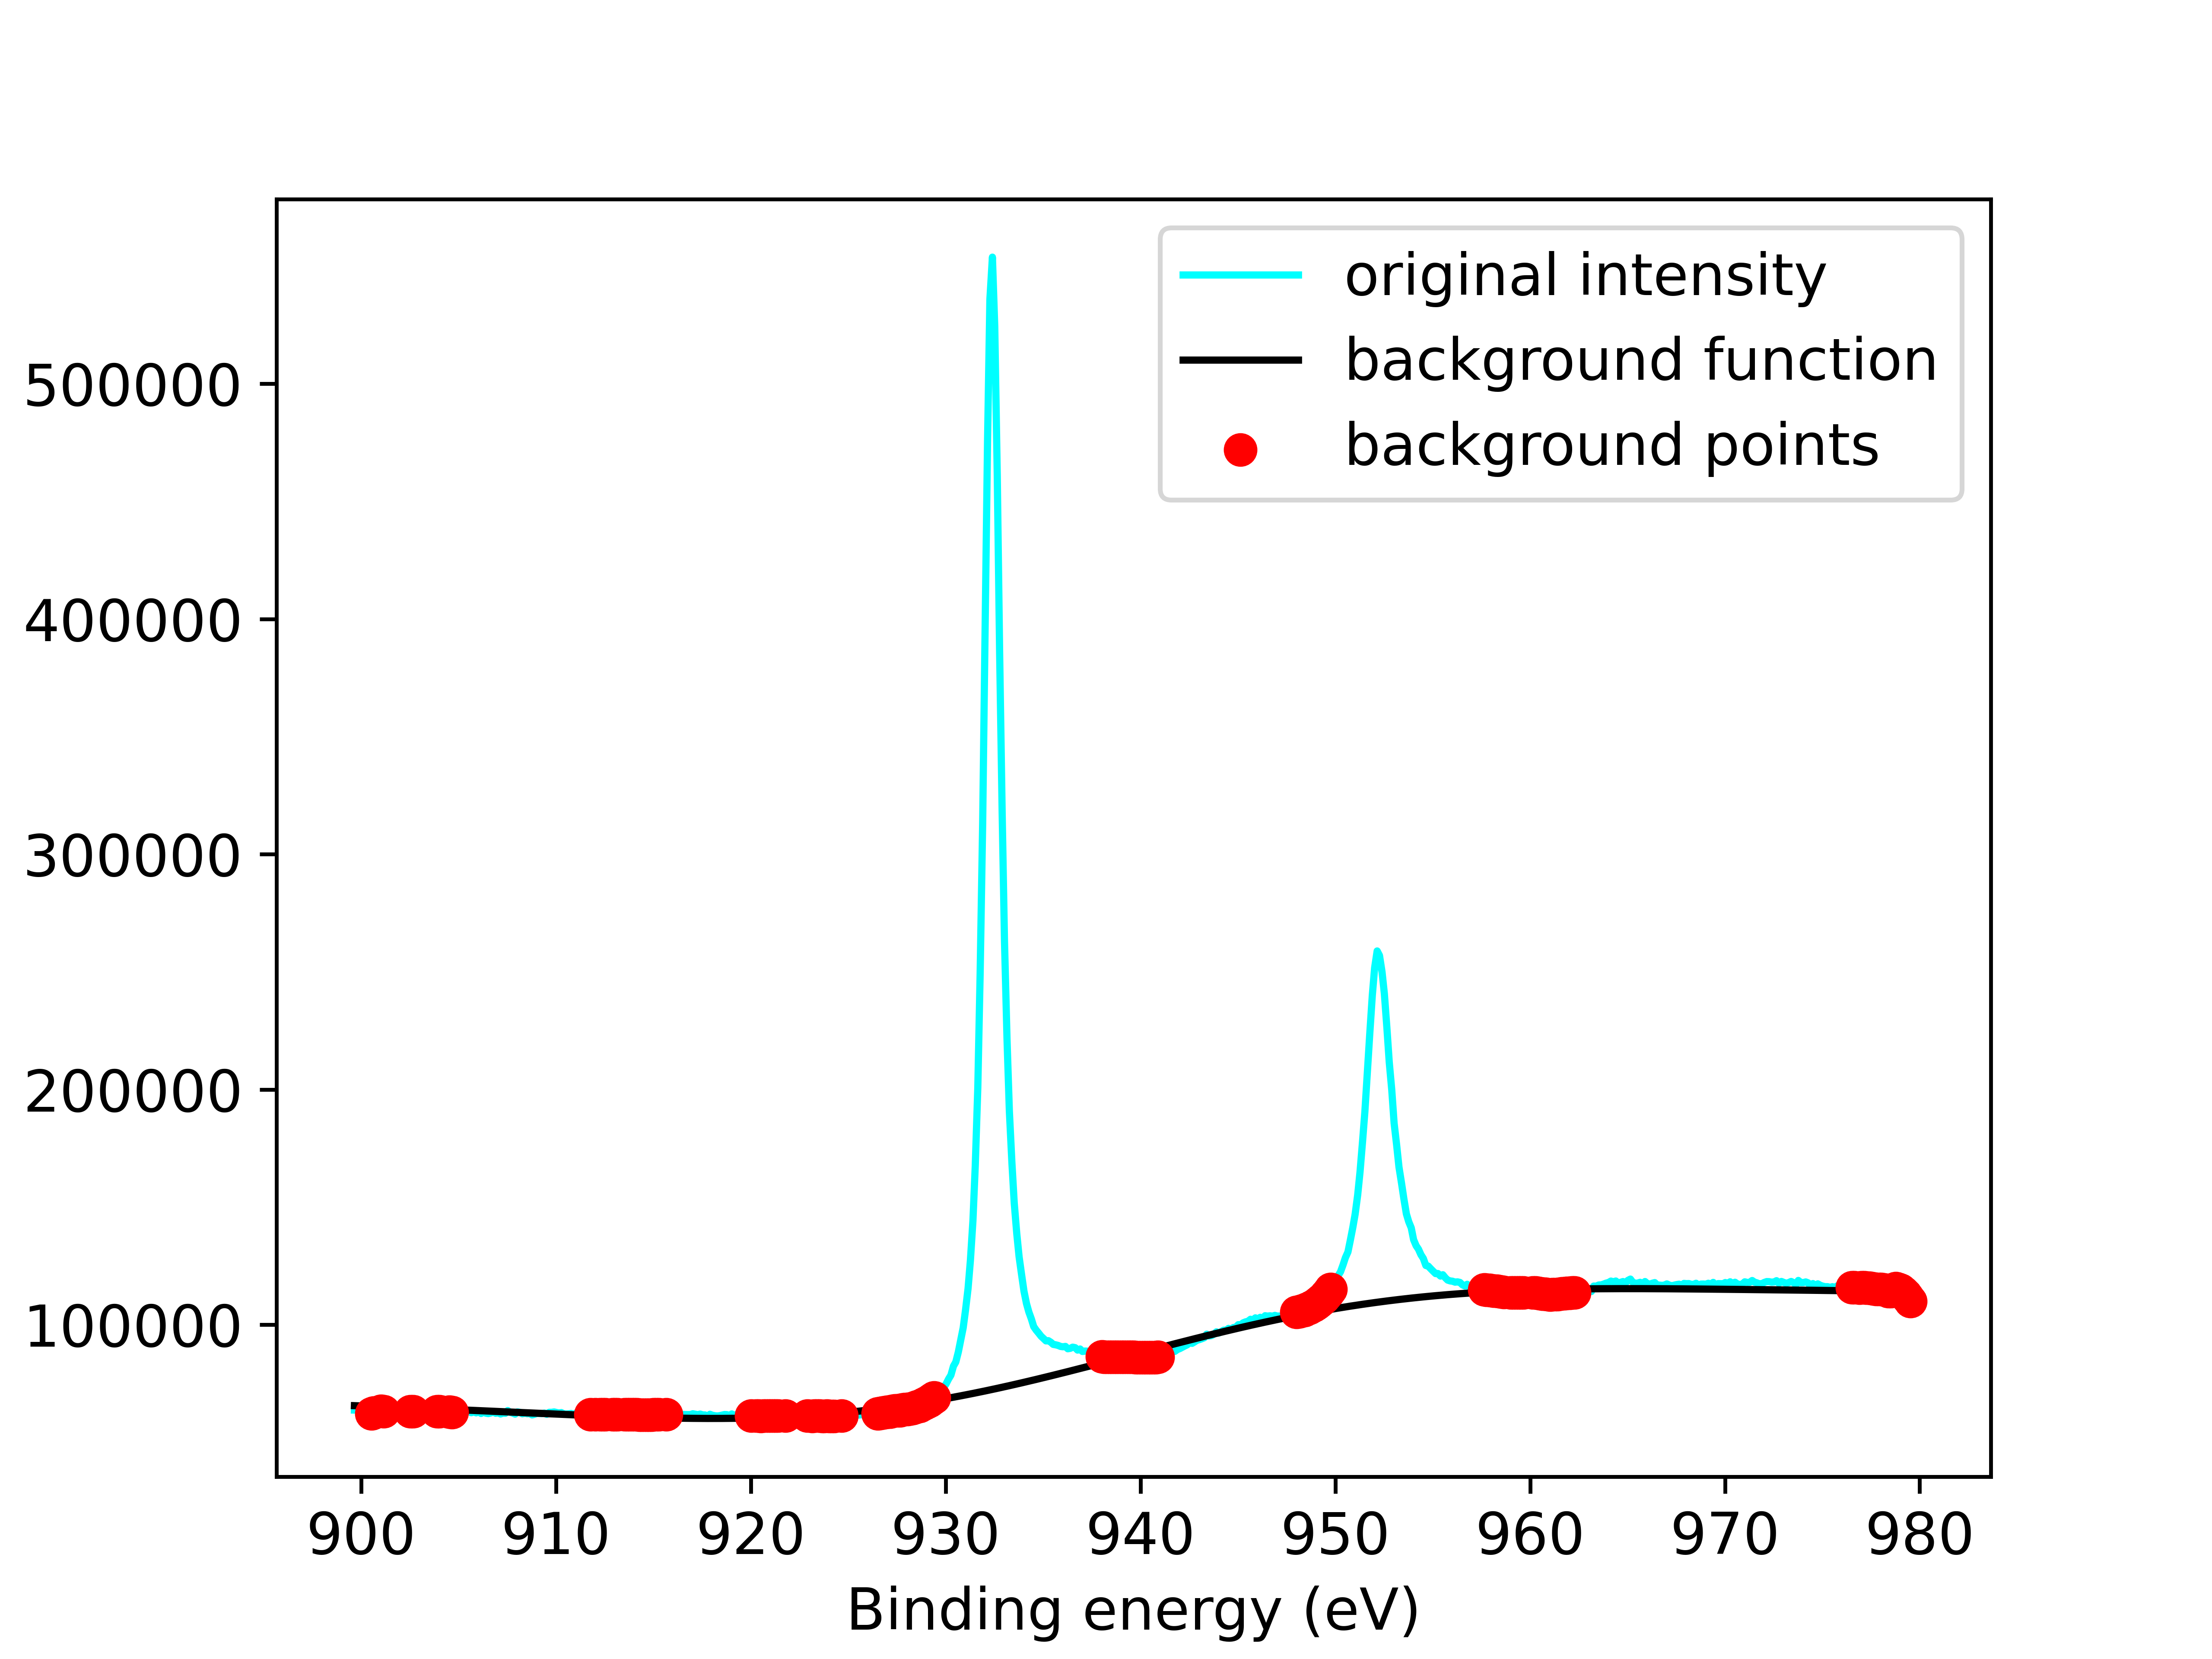 original intensity
background function
background points
500000
400000
300000
200000
100000
900 910 920 930 940 950 960 970 980
Binding energy (eV)